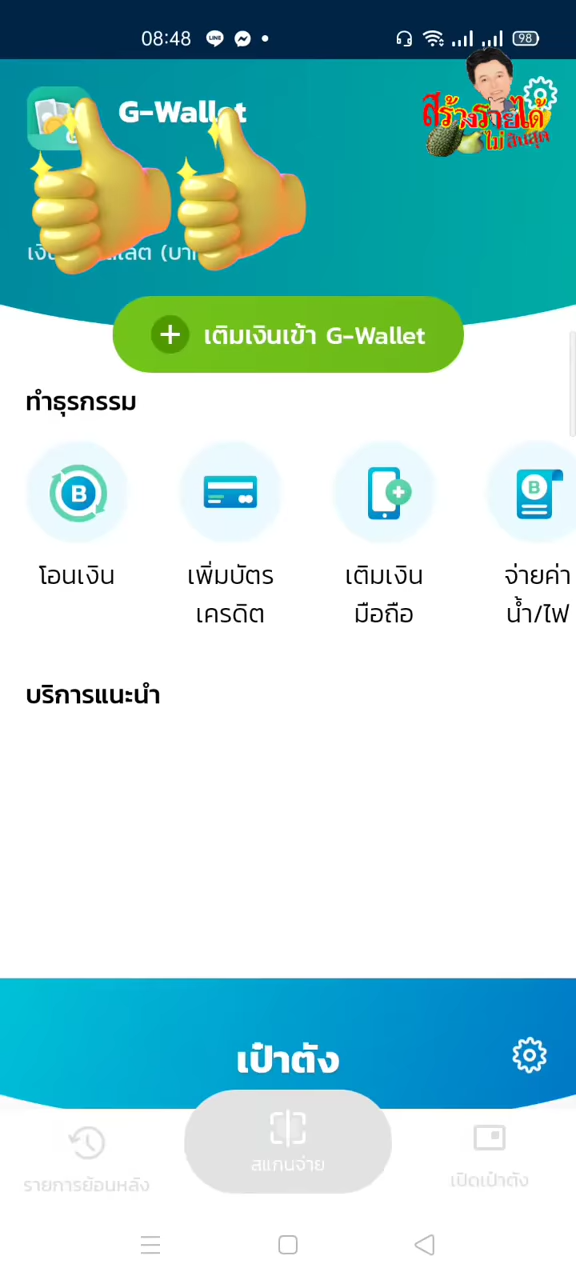 08:48
98
G-Wallet
สร้างรายได้
ไม่สิ้นสุด
เติมเงินเข้า G-Wallet
ทำธุรกรรม
โอนเงิน
เพิ่มบัตร
เครดิต
เติมเงิน
มือถือ
จ่ายค่า
น้ำ/ไฟ
บริการแนะนำ
เป๋าตัง
สแกนจ่าย
รายการย้อนหลัง
เปิดเป๋าตัง